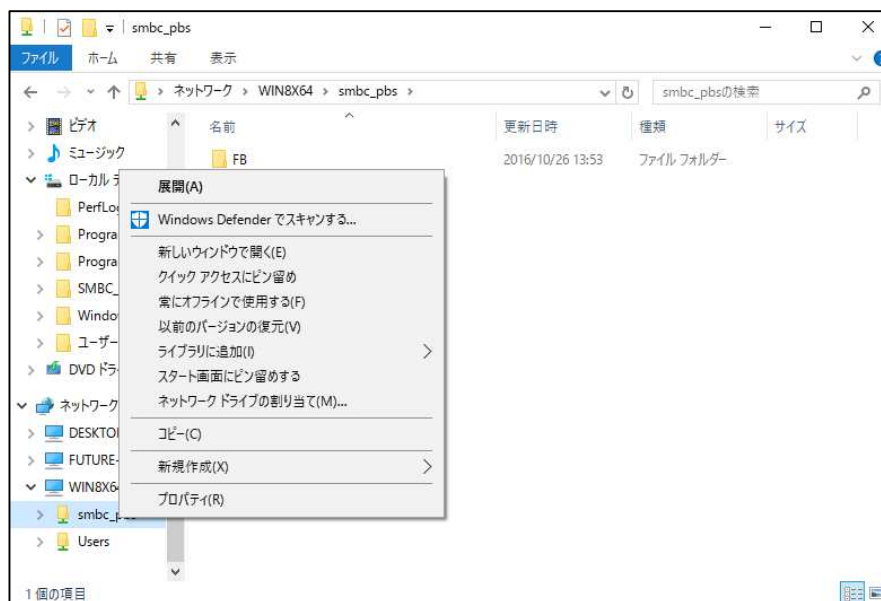 smbc_pbs
ファイル ホーム 共有 表示
ネットワーク > WIN8X64 > smbc_pbs >
smbc_pbsの検索
ビデオ
ミュージック
ローカル
PerfLo
Progra
Progra
SMBC_
Windo
ユーザー
DVD ドラ
ネットワーク
DESKTO
FUTURE-
WIN8X6
smbc_p
Users
名前 更新日時 種類 サイズ
FB 2016/10/26 13:53 ファイル フォルダー
展開(A)
Windows Defender でスキャンする...
新しいウィンドウで開く(E)
クイック アクセスにピン留め
常にオフラインで使用する(F)
以前のバージョンの復元(V)
ライブラリに追加(I)
スタート画面にピン留めする
ネットワーク ドライブの割り当て(M)...
コピー(C)
新規作成(X)
プロパティ(R)
1 個の項目